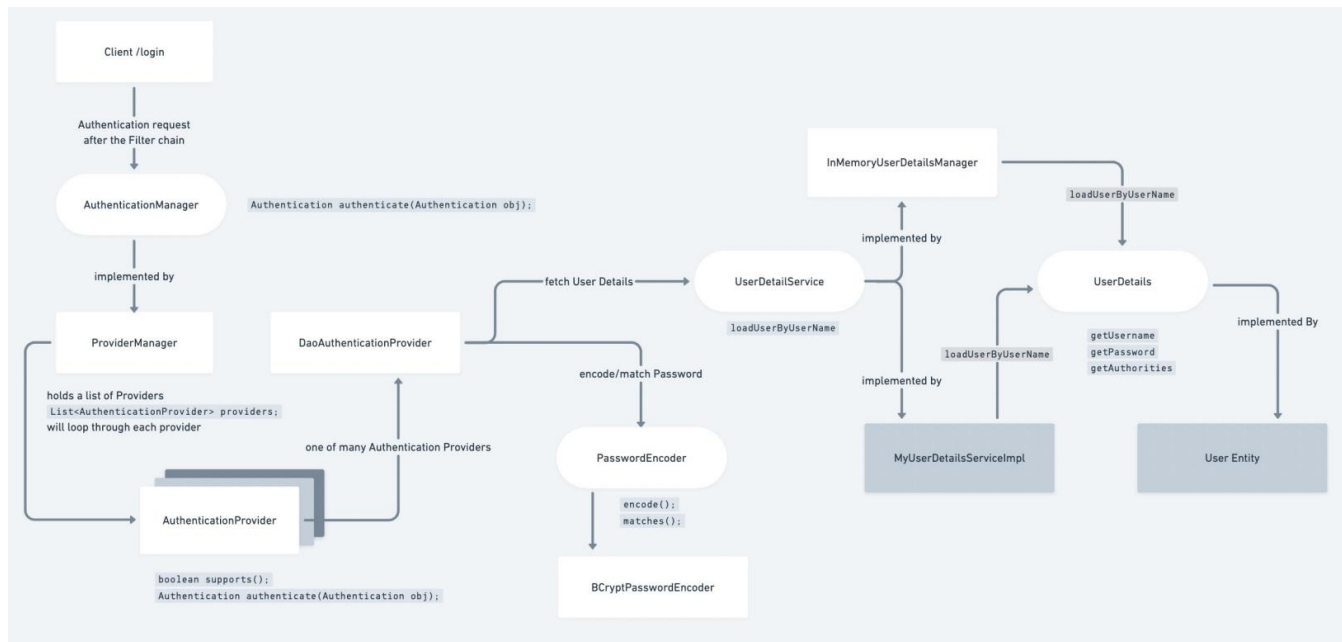 Client /login
Authentication request
after the Filter chain
AuthenticationManager
Authentication authenticate(Authentication obj);
implemented by
ProviderManager
holds a list of Providers
List<AuthenticationProvider> providers;
will loop through each provider
AuthenticationProvider
boolean supports();
Authentication authenticate(Authentication obj);
one of many Authentication Providers
DaoAuthenticationProvider
fetch User Details
encode/match Password
PasswordEncoder
encode();
matches();
BCryptPasswordEncoder
UserDetailService
loadUserByUserName
implemented by
InMemoryUserDetailsManager
loadUserByUserName
implemented by
MyUserDetailsServiceImpl
loadUserByUserName
UserDetails
getUsername
getPassword
getAuthorities
implemented By
User Entity